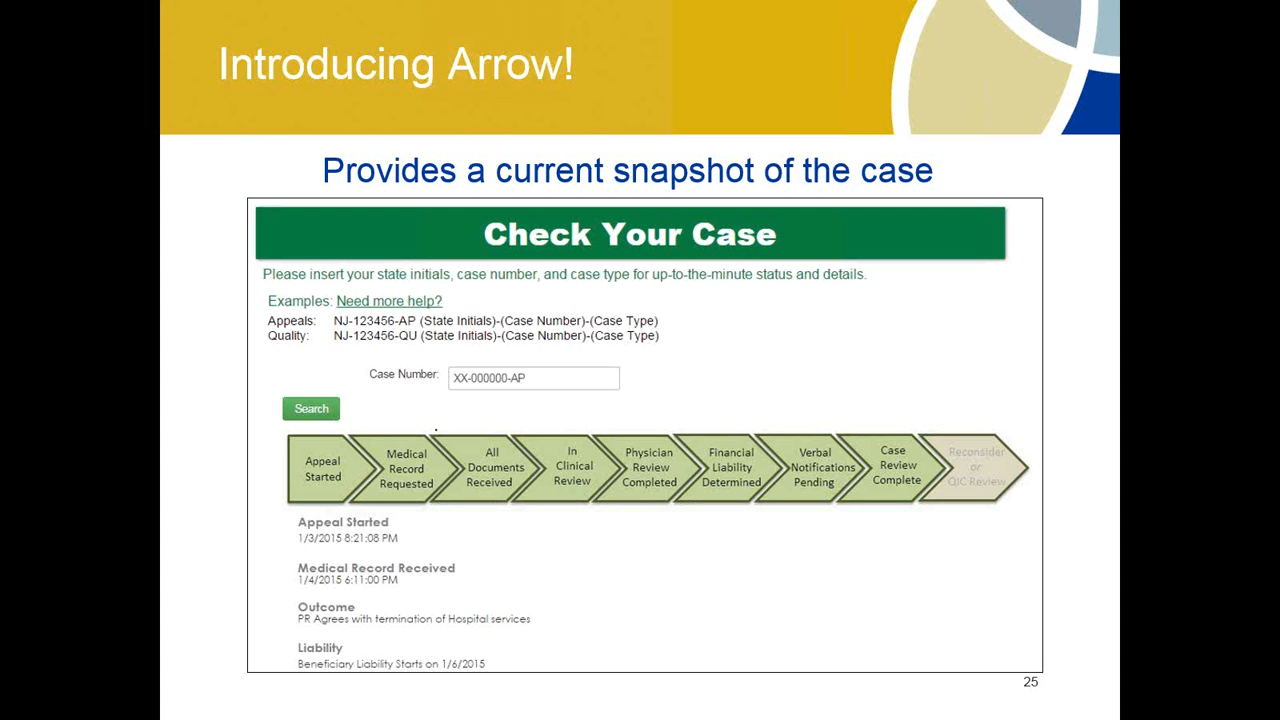 Introducing Arrow!
Provides a current snapshot of the case
Check Your Case
Please insert your state initials, case number, and case type for up-to-the-minute status and details.
Examples: Need more help?
Appeals: NJ-123456-AP (State Initials)-(Case Number)-(Case Type)
Quality: NJ-123456-QU (State Initials)-(Case Number)-(Case Type)
Case Number: XX-000000-AP
Search
Appeal
Started
Medical
Record
Requested
All
Documents
Received
In
Clinical
Review
Physician
Review
Completed
Financial
Liability
Determined
Verbal
Notifications
Pending
Case
Review
Complete
Reconsider
or
QIC Review
Appeal Started
1/3/2015 8:21:08 PM
Medical Record Received
1/4/2015 6:11:00 PM
Outcome
PR Agrees with termination of Hospital services
Liability
Beneficiary Liability Starts on 1/6/2015
25